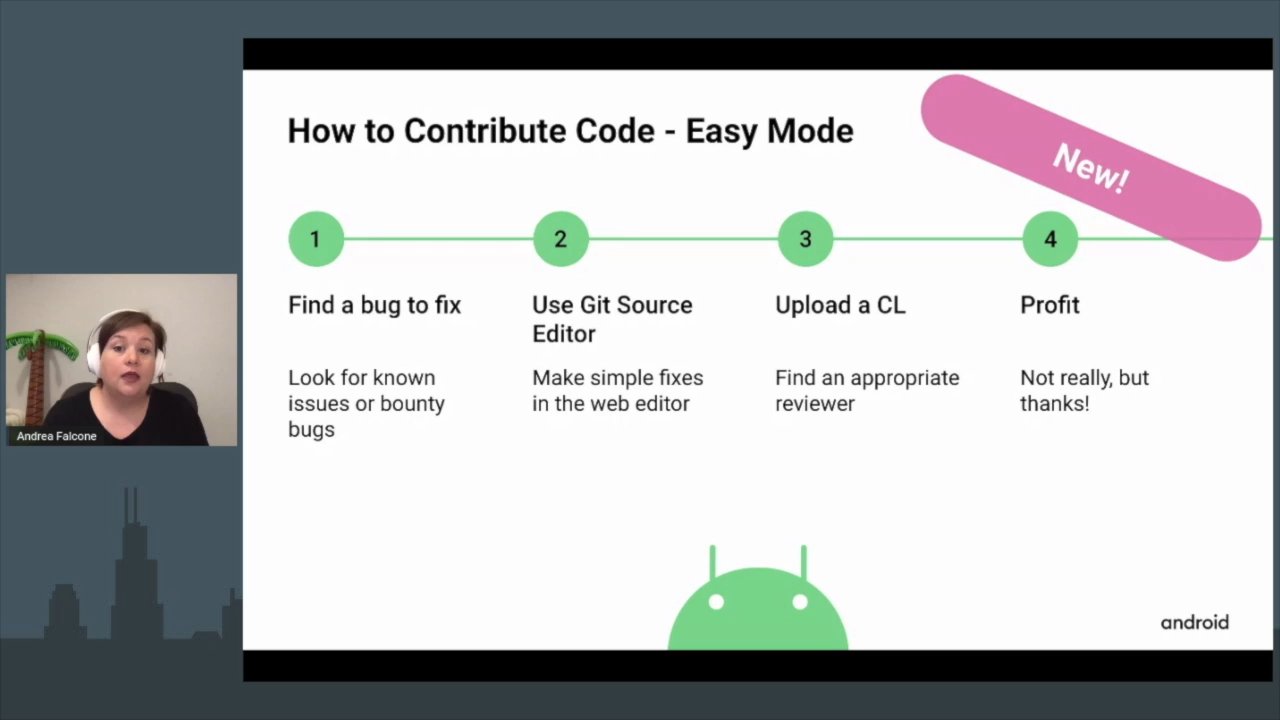 How to Contribute Code - Easy Mode
New!
1
2
3
4
Find a bug to fix
Look for known
issues or bounty
bugs
Use Git Source
Editor
Make simple fixes
in the web editor
Upload a CL
Find an appropriate
reviewer
Profit
Not really, but
thanks!
Andrea Falcone
android